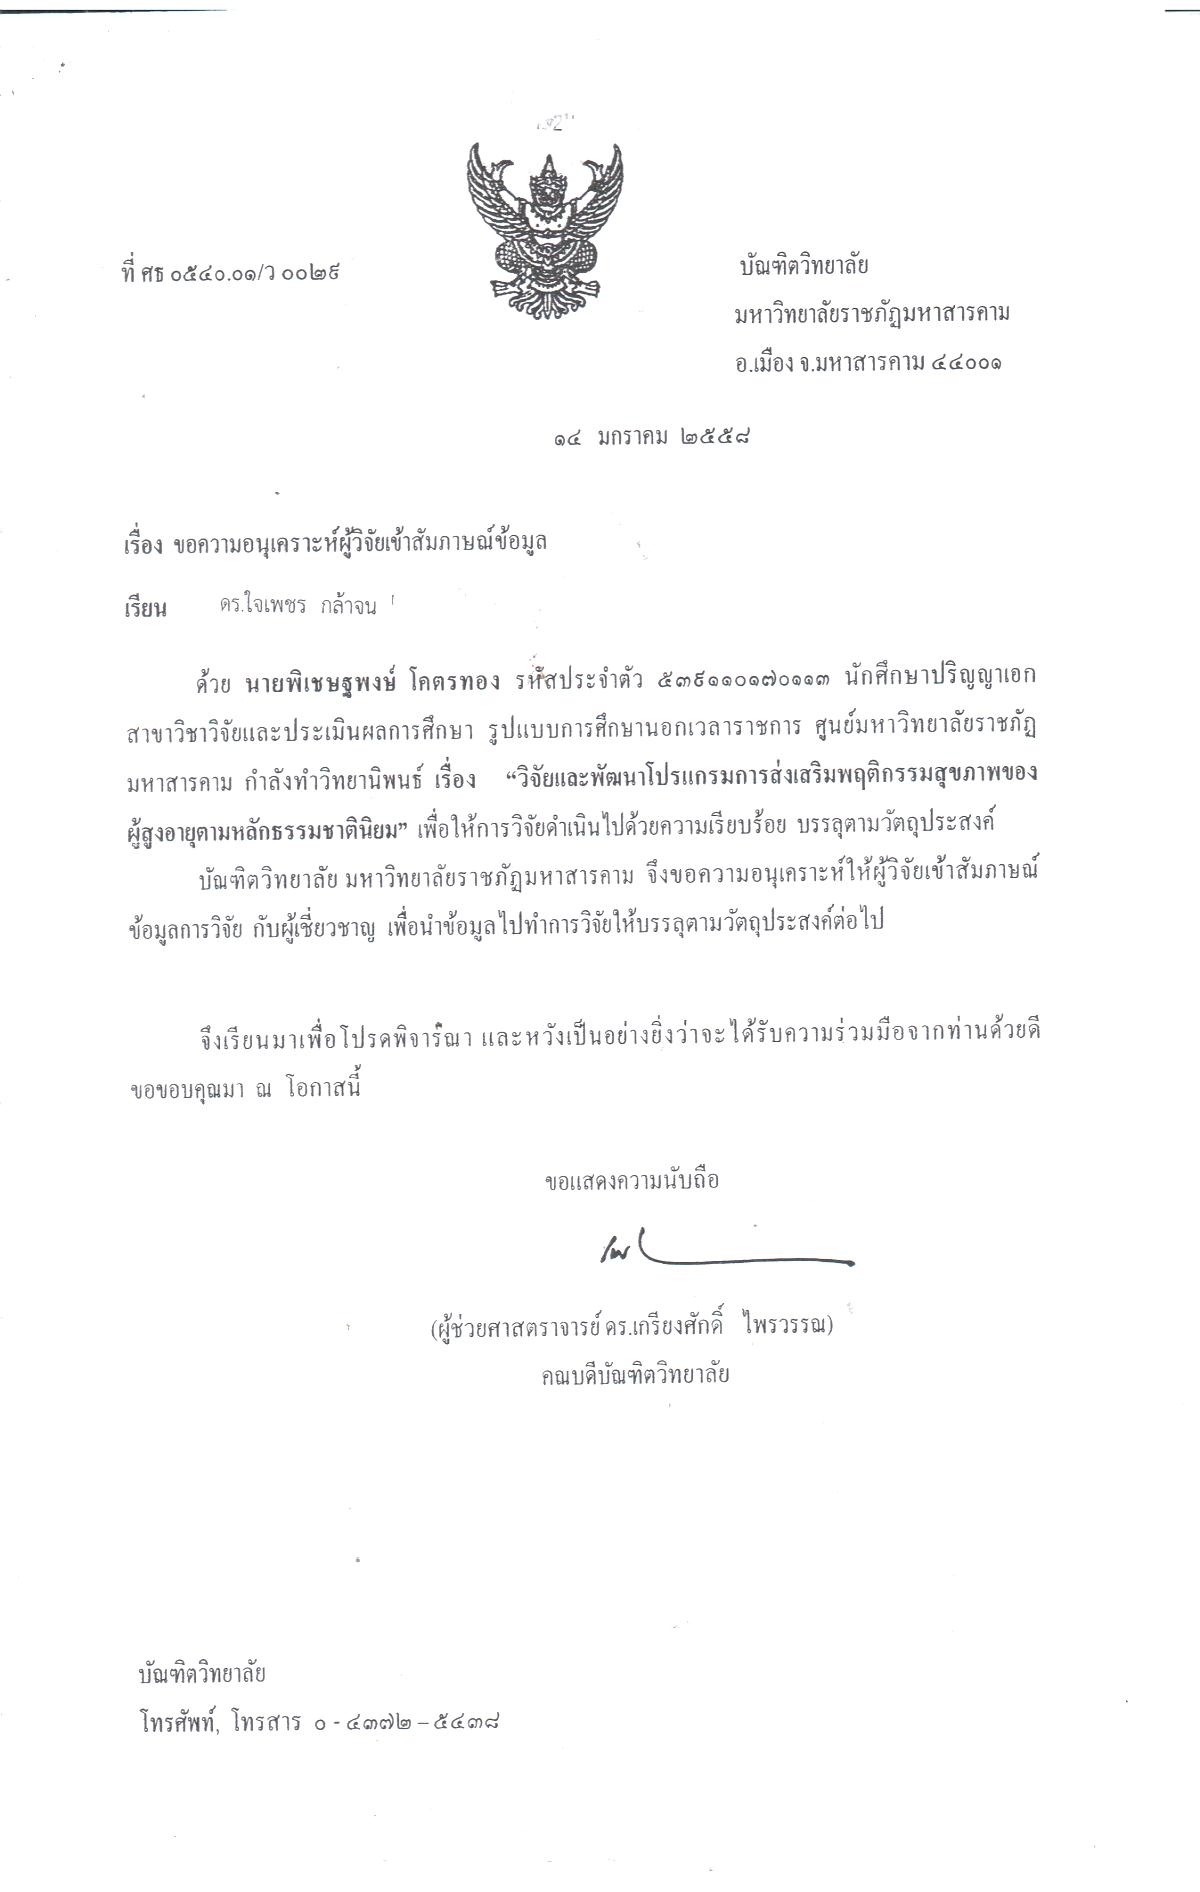 ที่ ศธ ๐๕๔๐.๐๑/ว ๐๐๒๙
บัณฑิตวิทยาลัย
มหาวิทยาลัยราชภัฏมหาสารคาม
อ.เมือง จ.มหาสารคาม ๔๔๐๐๑
๑๔ มกราคม ๒๕๕๘
เรื่อง ขอความอนุเคราะห์ผู้วิจัยเข้าสัมภาษณ์ข้อมูล
เรียน ดร.ใจเพชร กล้าจน
ด้วย นายพิเชษฐพงษ์ โคตรทอง รหัสประจำตัว ๕๓๙๑๑๐๑๗๐๑๑๓ นักศึกษาปริญญาเอก
สาขาวิชาวิจัยและประเมินผลการศึกษา รูปแบบการศึกษานอกเวลาราชการ ศูนย์มหาวิทยาลัยราชภัฏ
มหาสารคาม กำลังทำวิทยานิพนธ์ เรื่อง “วิจัยและพัฒนาโปรแกรมการส่งเสริมพฤติกรรมสุขภาพของ
ผู้สูงอายุตามหลักธรรมชาตินิยม” เพื่อให้การวิจัยดำเนินไปด้วยความเรียบร้อย บรรลุตามวัตถุประสงค์
บัณฑิตวิทยาลัย มหาวิทยาลัยราชภัฏมหาสารคาม จึงขอความอนุเคราะห์ให้ผู้วิจัยเข้าสัมภาษณ์
ข้อมูลการวิจัย กับผู้เชี่ยวชาญ เพื่อนำข้อมูลไปทำการวิจัยให้บรรลุตามวัตถุประสงค์ต่อไป
จึงเรียนมาเพื่อโปรดพิจารณา และหวังเป็นอย่างยิ่งว่าจะได้รับความร่วมมือจากท่านด้วยดี
ขอขอบคุณมา ณ โอกาสนี้
ขอแสดงความนับถือ
(ผู้ช่วยศาสตราจารย์ ดร.เกรียงศักดิ์ ไพรวรรณ)
คณบดีบัณฑิตวิทยาลัย
บัณฑิตวิทยาลัย
โทรศัพท์, โทรสาร ๐ - ๔๓๗๒ – ๕๔๓๘